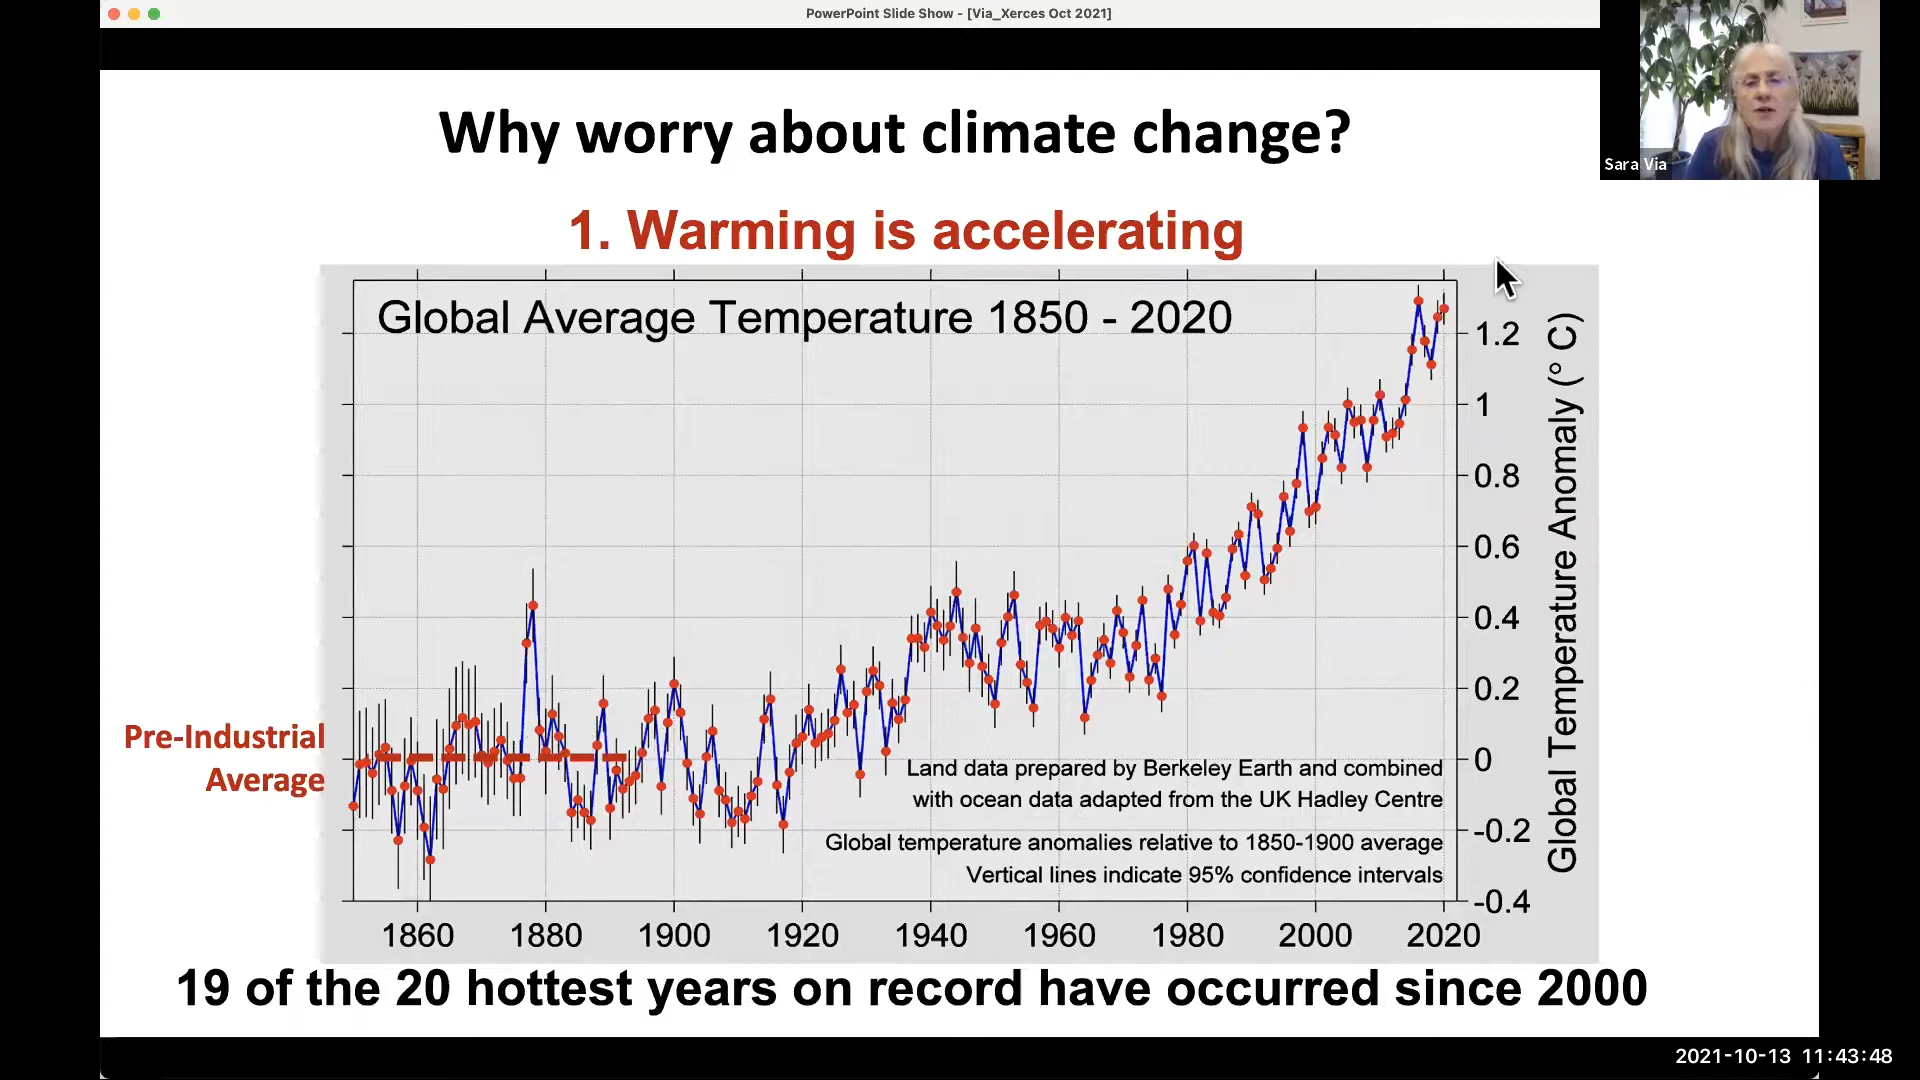 PowerPoint Slide Show - [Via_Xerces Oct 2021]
Sara Via
Why worry about climate change?
1. Warming is accelerating
Global Average Temperature 1850 - 2020
1.2
1
0.8
0.6
0.4
0.2
0
-0.2
-0.4
Global Temperature Anomaly (° C)
Pre-Industrial
Average
Land data prepared by Berkeley Earth and combined
with ocean data adapted from the UK Hadley Centre
Global temperature anomalies relative to 1850-1900 average
Vertical lines indicate 95% confidence intervals
1860 1880 1900 1920 1940 1960 1980 2000 2020
19 of the 20 hottest years on record have occurred since 2000
2021-10-13 11:43:48